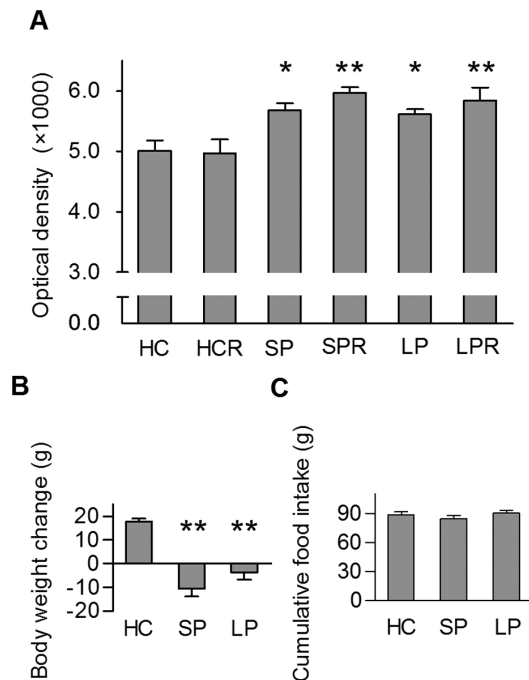 A
Optical density (×1000)
6.0
5.0
4.0
3.0
0.0
* ** * **
HC HCR SP SPR LP LPR
B
Body weight change (g)
20
10
0
-10
-20
** **
HC SP LP
C
Cumulative food intake (g)
90
60
30
0
HC SP LP